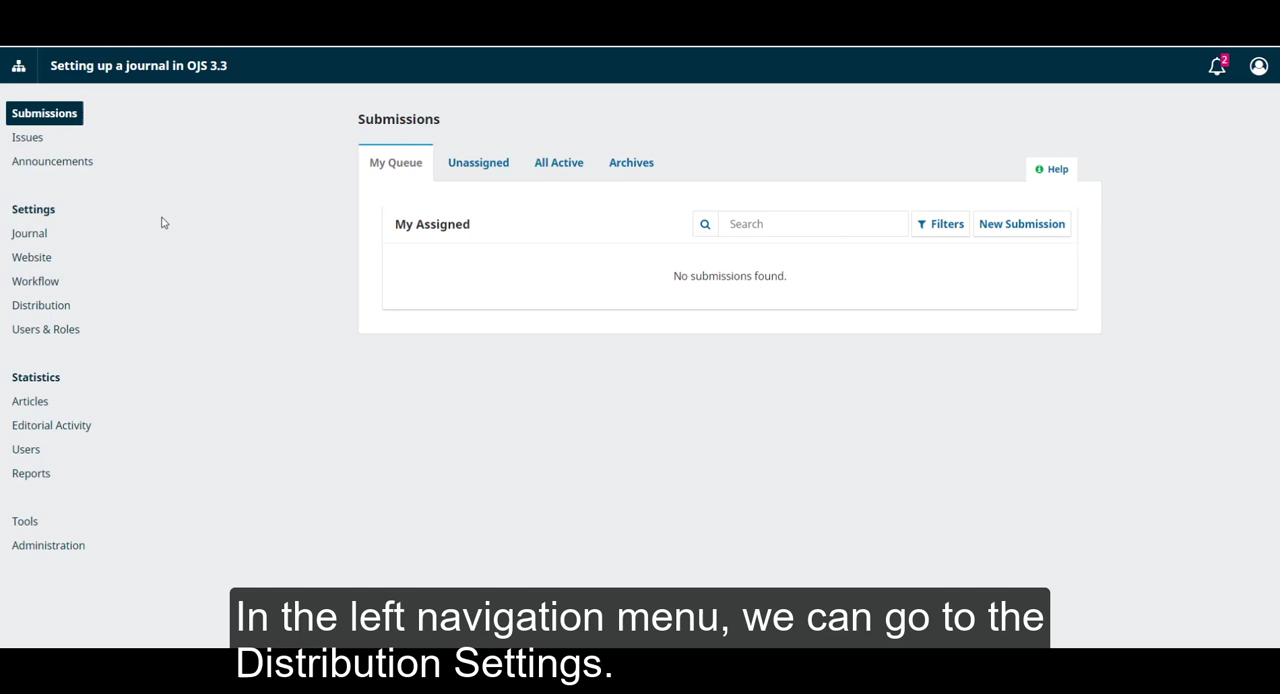 Setting up a journal in OJS 3.3
2
Submissions
Issues
Announcements
Settings
Journal
Website
Workflow
Distribution
Users & Roles
Statistics
Articles
Editorial Activity
Users
Reports
Tools
Administration
Submissions
My Queue Unassigned All Active Archives
Help
My Assigned Search Filters New Submission
No submissions found.
In the left navigation menu, we can go to the
Distribution Settings.